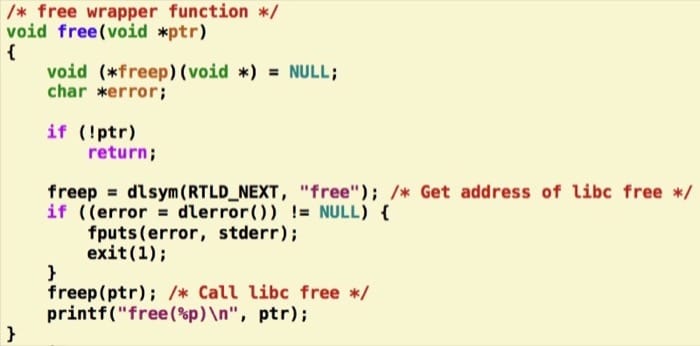 /* free wrapper function */
void free(void *ptr)
{
    void (*freep)(void *) = NULL;
    char *error;

    if (!ptr)
        return;

    freep = dlsym(RTLD_NEXT, "free"); /* Get address of libc free */
    if ((error = dlerror()) != NULL) {
        fputs(error, stderr);
        exit(1);
    }
    freep(ptr); /* Call libc free */
    printf("free(%p)\n", ptr);
}